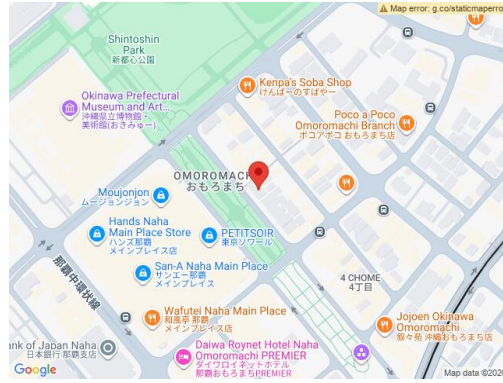 Map error: g.co/staticmaperro
Shintoshin
Park
新都心公園
Kenpa's Soba Shop
けんぱーのすばやー
Okinawa Prefectural
Museum and Art...
沖縄県立博物館・
美術館(おきみゅー)
Poco a Poco
Omoromachi Branch
ポコアポコ おもろまち店
OMOROMACH
おもろまち
Moujonjon
ムージョンジョン
Hands Naha
Main Place Store
ハンズ那覇
メインプレイス店
PETITSOIR
東京ソワール
San-A Naha Main Place
サンエー那覇
メインプレイス
那覇中環状線
4 CHOME
4丁目
Wafutei Naha Main Place
和風亭 那覇
メインプレイス店
Jojoen Okinawa
Omoromachi
叙々苑 沖縄おもろまち店
nk of Japan Naha
日本銀行 那覇支店
Daiwa Roynet Hotel Naha
Omoromachi PREMIER
ダイワロイネットホテル
那覇おもろまちPREMIER
Google
Map data ©202